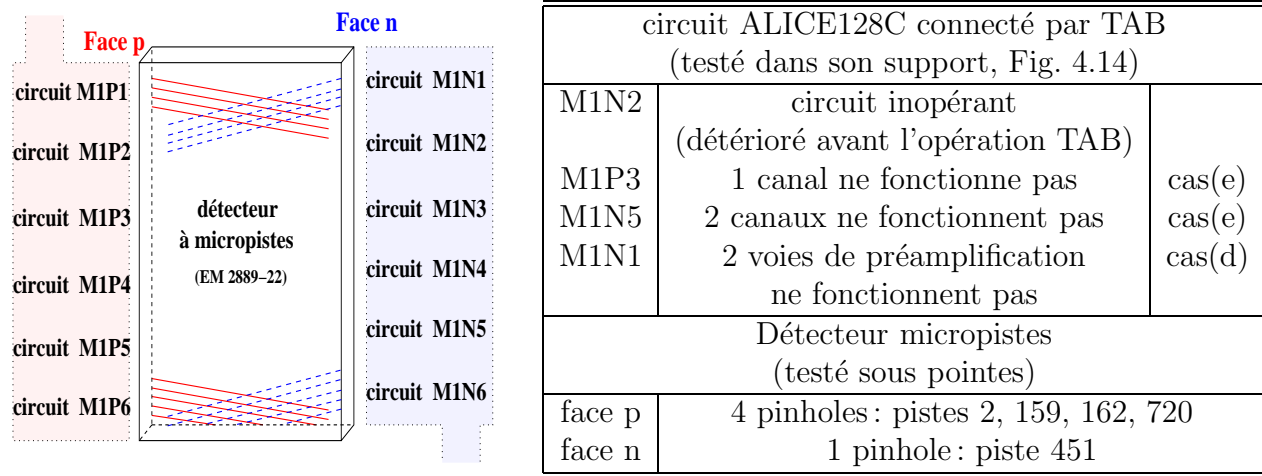 Face p
Face n
circuit M1P1
circuit M1P2
circuit M1P3
circuit M1P4
circuit M1P5
circuit M1P6
détecteur
à micropistes
(EM 2889−22)
circuit M1N1
circuit M1N2
circuit M1N3
circuit M1N4
circuit M1N5
circuit M1N6
circuit ALICE128C connecté par TAB
(testé dans son support, Fig. 4.14)
M1N2 circuit inopérant
(détérioré avant l'opération TAB)
M1P3 1 canal ne fonctionne pas cas(e)
M1N5 2 canaux ne fonctionnent pas cas(e)
M1N1 2 voies de préamplification cas(d)
ne fonctionnent pas
Détecteur micropistes
(testé sous pointes)
face p 4 pinholes : pistes 2, 159, 162, 720
face n 1 pinhole : piste 451